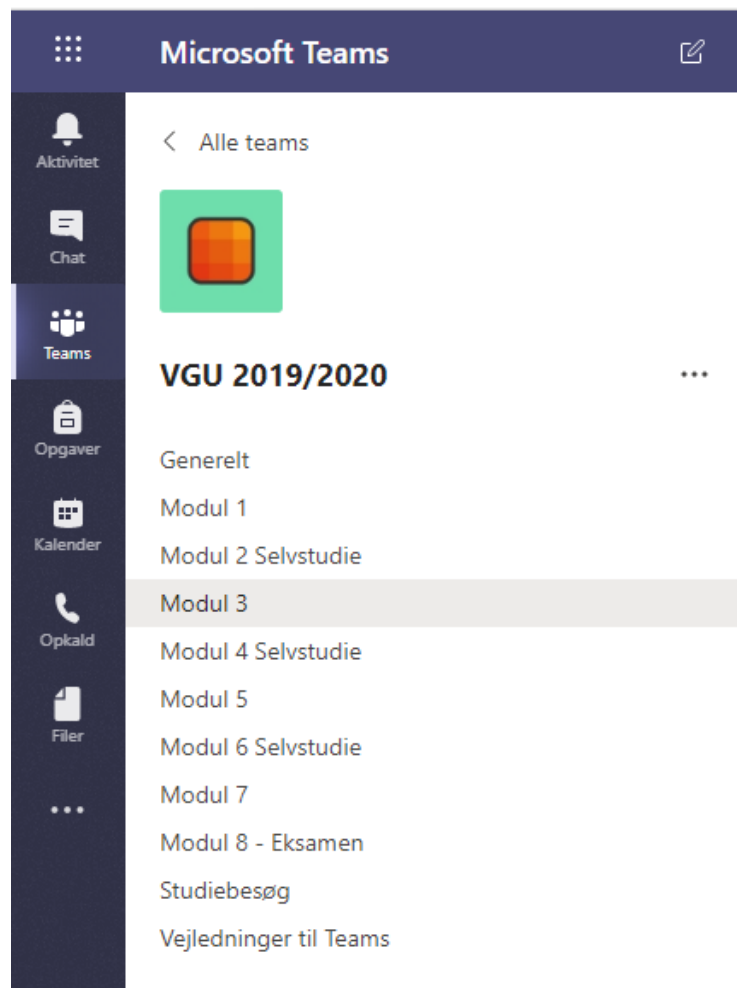 Microsoft Teams
Aktivitet
Chat
Teams
Opgaver
Kalender
Opkald
Filer
Alle teams
VGU 2019/2020
Generelt
Modul 1
Modul 2 Selvstudie
Modul 3
Modul 4 Selvstudie
Modul 5
Modul 6 Selvstudie
Modul 7
Modul 8 - Eksamen
Studiebesøg
Vejledninger til Teams